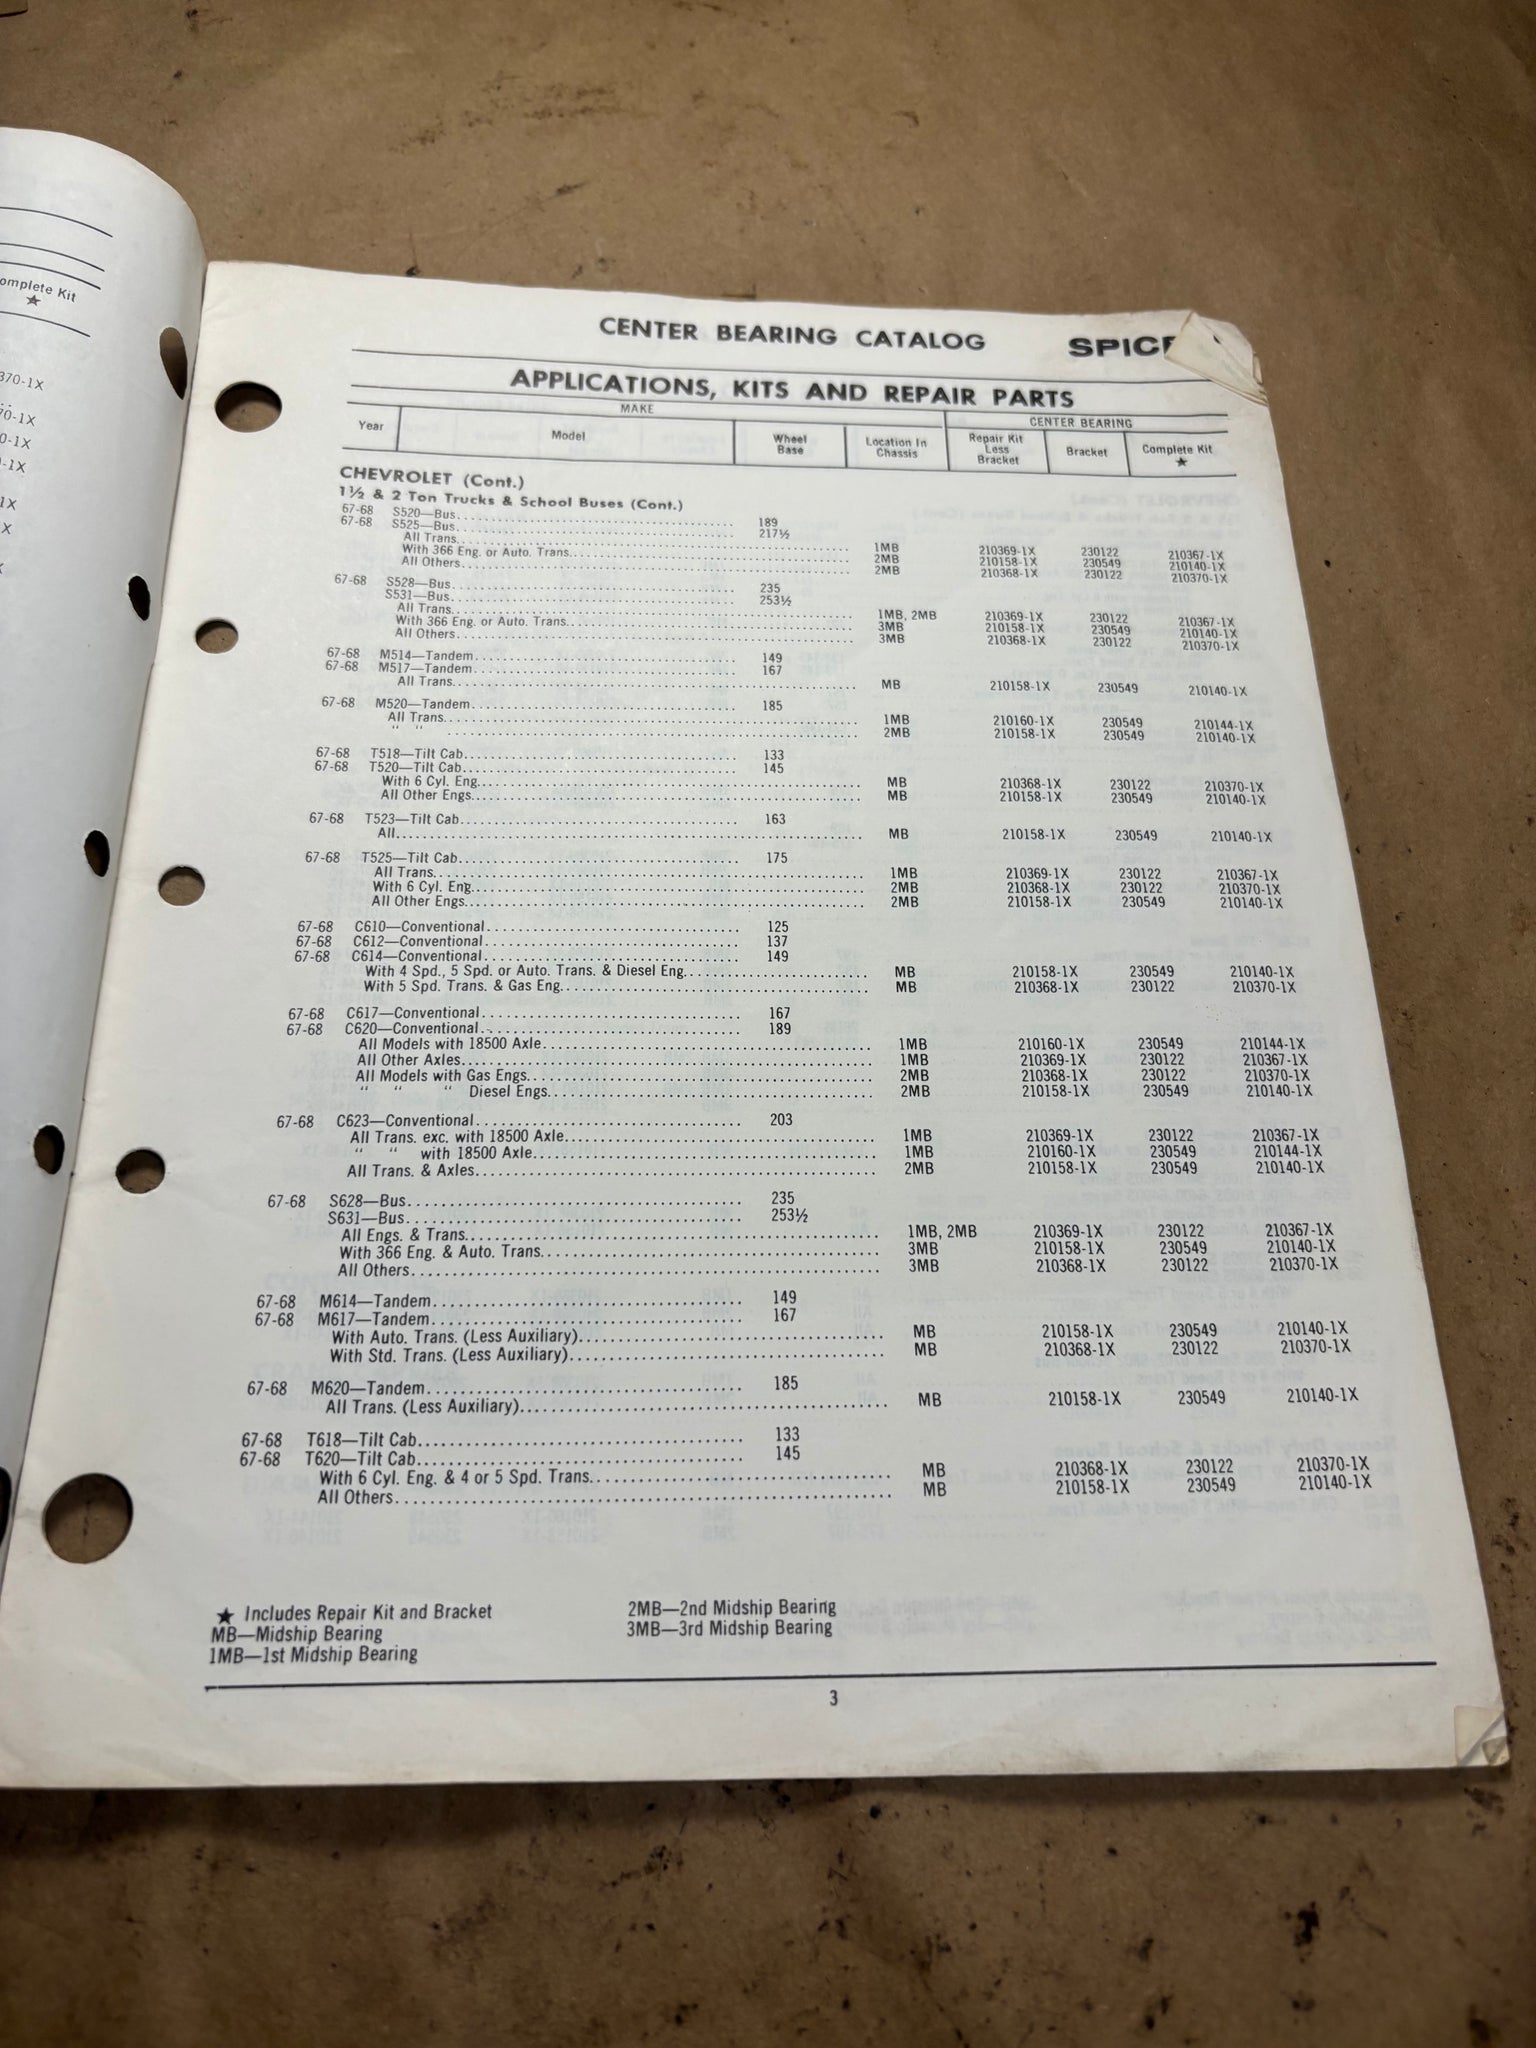 omplete Kit
★
370-1X
70-1X
0-1X
-1X
1X
X
X
CENTER BEARING CATALOG SPICE
APPLICATIONS, KITS AND REPAIR PARTS
MAKE CENTER BEARING
Year Model Wheel Base Location In Chassis Repair Kit Less Bracket Bracket Complete Kit ★
CHEVROLET (Cont.)
1½ & 2 Ton Trucks & School Buses (Cont.)
67-68 S520—Bus 189
67-68 S525—Bus 217½
All Trans. 1MB 210369-1X 230122 210367-1X
With 366 Eng. or Auto. Trans. 2MB 210158-1X 230549 210140-1X
All Others 2MB 210368-1X 230122 210370-1X
67-68 S528—Bus 235
S531—Bus 253½
All Trans. 1MB, 2MB 210369-1X 230122 210367-1X
With 366 Eng. or Auto. Trans. 3MB 210158-1X 230549 210140-1X
All Others 3MB 210368-1X 230122 210370-1X
67-68 M514—Tandem 149
67-68 M517—Tandem 167
All Trans. MB 210158-1X 230549 210140-1X
67-68 M520—Tandem 185
All Trans. 1MB 210160-1X 230549 210144-1X
" " 2MB 210158-1X 230549 210140-1X
67-68 T518—Tilt Cab 133
67-68 T520—Tilt Cab 145
With 6 Cyl. Eng. MB 210368-1X 230122 210370-1X
All Other Engs. MB 210158-1X 230549 210140-1X
67-68 T523—Tilt Cab 163
All MB 210158-1X 230549 210140-1X
67-68 T525—Tilt Cab 175
All Trans. 1MB 210369-1X 230122 210367-1X
With 6 Cyl. Eng. 2MB 210368-1X 230122 210370-1X
All Other Engs. 2MB 210158-1X 230549 210140-1X
67-68 C610—Conventional 125
67-68 C612—Conventional 137
67-68 C614—Conventional 149
With 4 Spd., 5 Spd. or Auto. Trans. & Diesel Eng. MB 210158-1X 230549 210140-1X
With 5 Spd. Trans. & Gas Eng. MB 210368-1X 230122 210370-1X
67-68 C617—Conventional 167
67-68 C620—Conventional 189
All Models with 18500 Axle 1MB 210160-1X 230549 210144-1X
All Other Axles 1MB 210369-1X 230122 210367-1X
All Models with Gas Engs. 2MB 210368-1X 230122 210370-1X
" " " Diesel Engs. 2MB 210158-1X 230549 210140-1X
67-68 C623—Conventional 203
All Trans. exc. with 18500 Axle 1MB 210369-1X 230122 210367-1X
" " with 18500 Axle 1MB 210160-1X 230549 210144-1X
All Trans. & Axles 2MB 210158-1X 230549 210140-1X
67-68 S628—Bus 235
S631—Bus 253½
All Engs. & Trans. 1MB, 2MB 210369-1X 230122 210367-1X
With 366 Eng. & Auto. Trans. 3MB 210158-1X 230549 210140-1X
All Others 3MB 210368-1X 230122 210370-1X
67-68 M614—Tandem 149
67-68 M617—Tandem 167
With Auto. Trans. (Less Auxiliary) MB 210158-1X 230549 210140-1X
With Std. Trans. (Less Auxiliary) MB 210368-1X 230122 210370-1X
67-68 M620—Tandem 185
All Trans. (Less Auxiliary) MB 210158-1X 230549 210140-1X
67-68 T618—Tilt Cab 133
67-68 T620—Tilt Cab 145
With 6 Cyl. Eng. & 4 or 5 Spd. Trans. MB 210368-1X 230122 210370-1X
All Others MB 210158-1X 230549 210140-1X
★ Includes Repair Kit and Bracket
MB—Midship Bearing
1MB—1st Midship Bearing
2MB—2nd Midship Bearing
3MB—3rd Midship Bearing
3